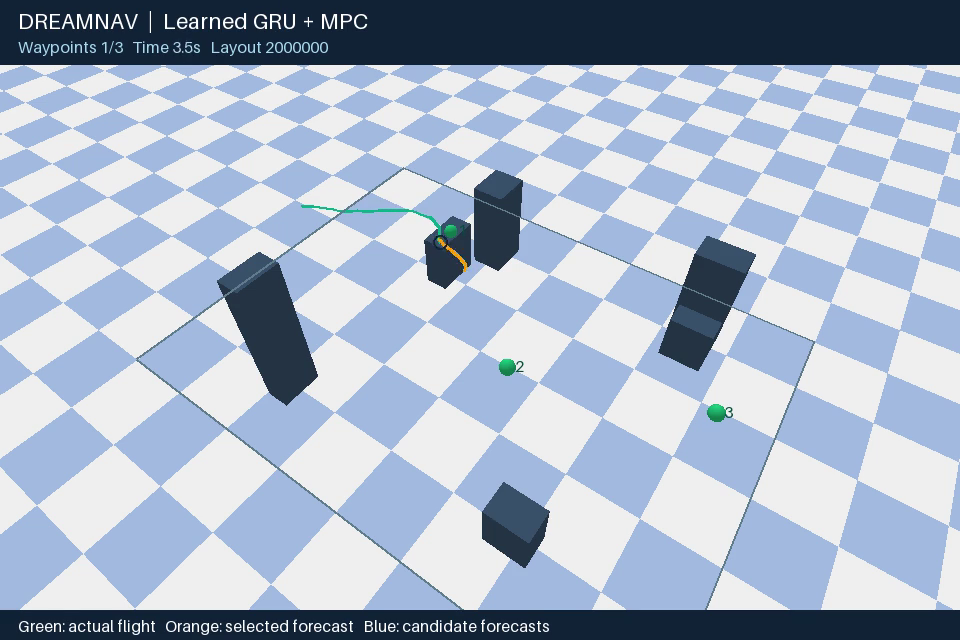 DREAMNAV | Learned GRU + MPC
Waypoints 1/3 Time 3.5s Layout 2000000
2
3
Green: actual flight Orange: selected forecast Blue: candidate forecasts